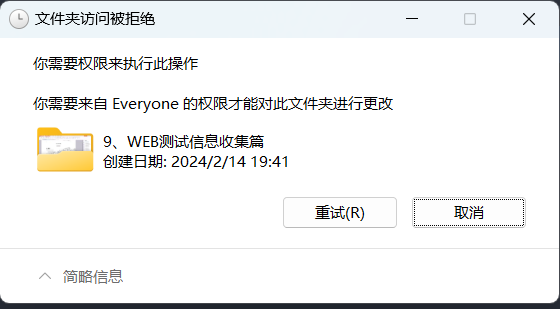 文件夹访问被拒绝
你需要权限来执行此操作
你需要来自 Everyone 的权限才能对此文件夹进行更改
9、WEB测试信息收集篇
创建日期: 2024/2/14 19:41
重试(R)
取消
简略信息